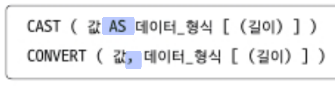 CAST ( 값 AS 데이터_형식 [ (길이) ] )
CONVERT ( 값, 데이터_형식 [ (길이) ] )